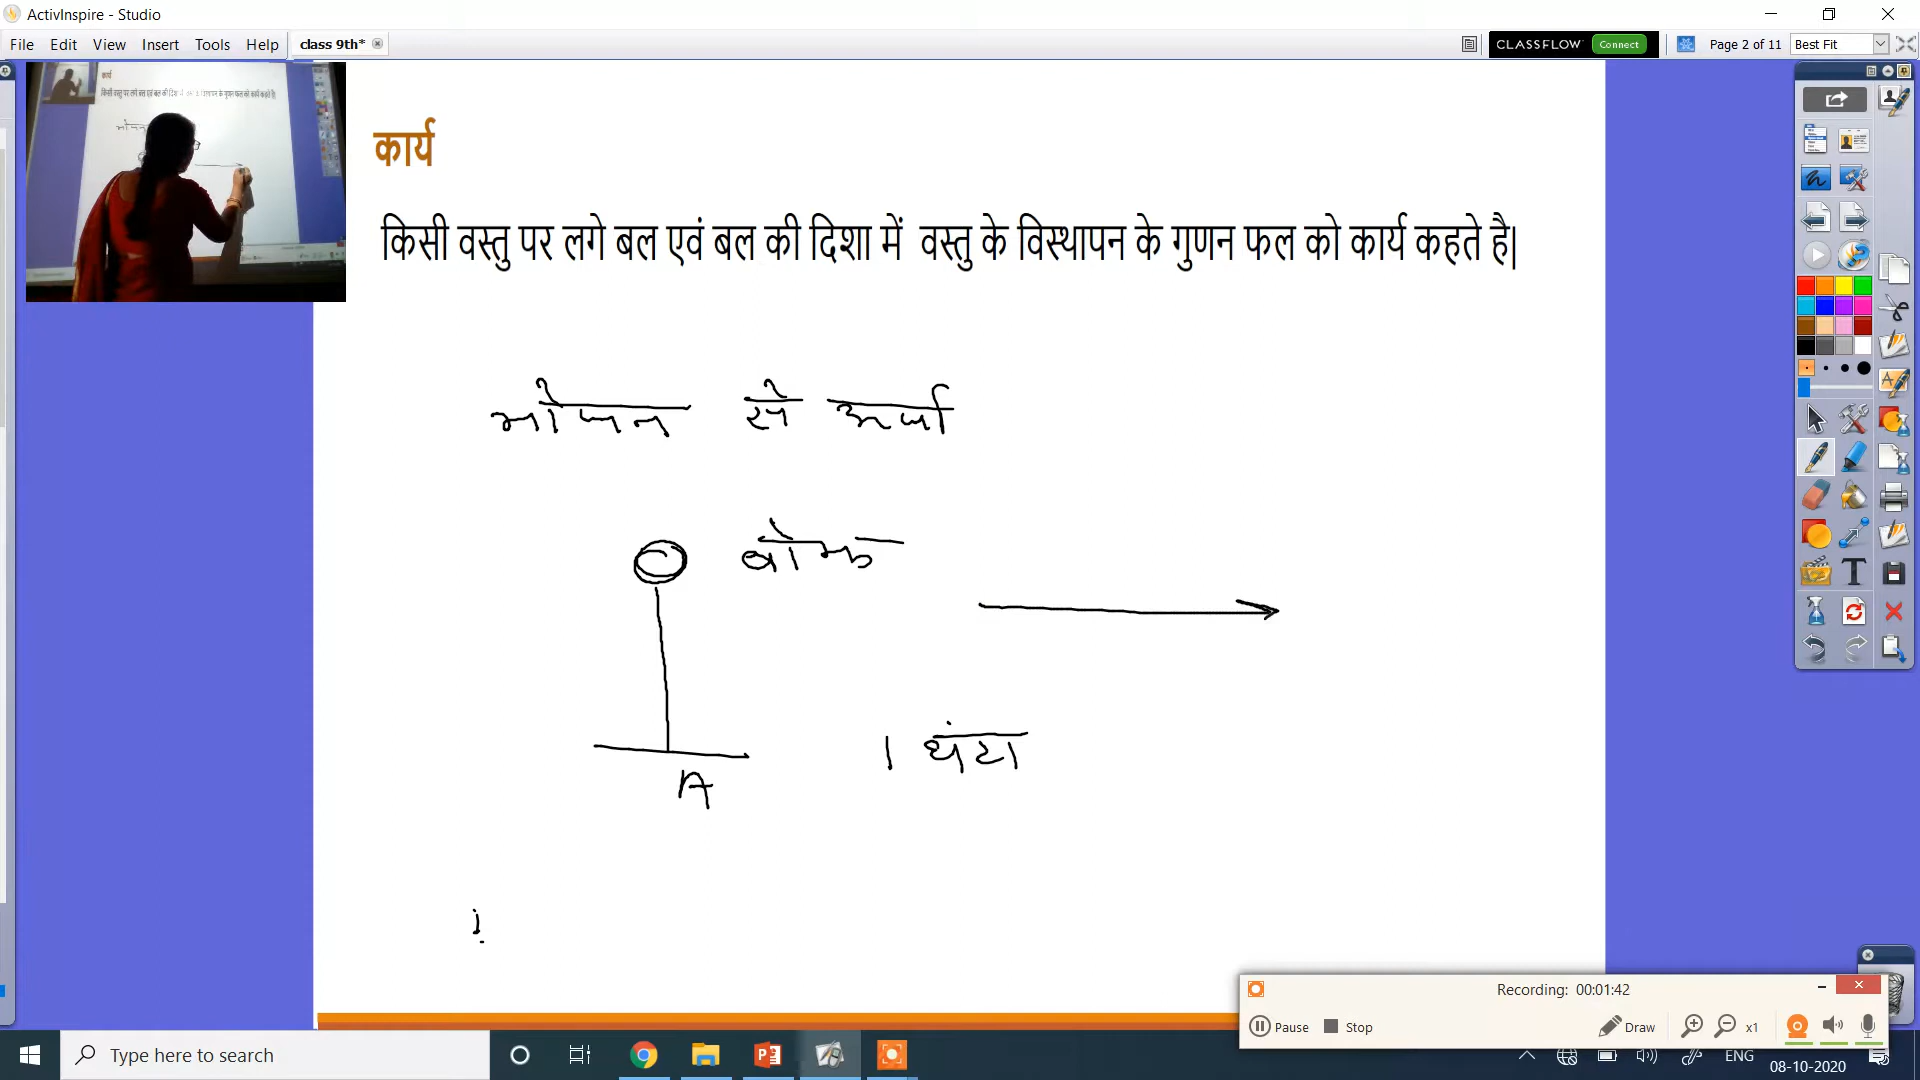 ActivInspire - Studio
File Edit View Insert Tools Help class 9th*
CLASSFLOW Connect Page 2 of 11 Best Fit
कार्य
किसी वस्तु पर लगे बल एवं बल की दिशा में वस्तु के विस्थापन के गुणन फल को कार्य कहते है|
भोजन से ऊर्जा
बोझ
A
1 घंटा
Recording: 00:01:42
Pause Stop Draw x1
Type here to search
ENG
08-10-2020